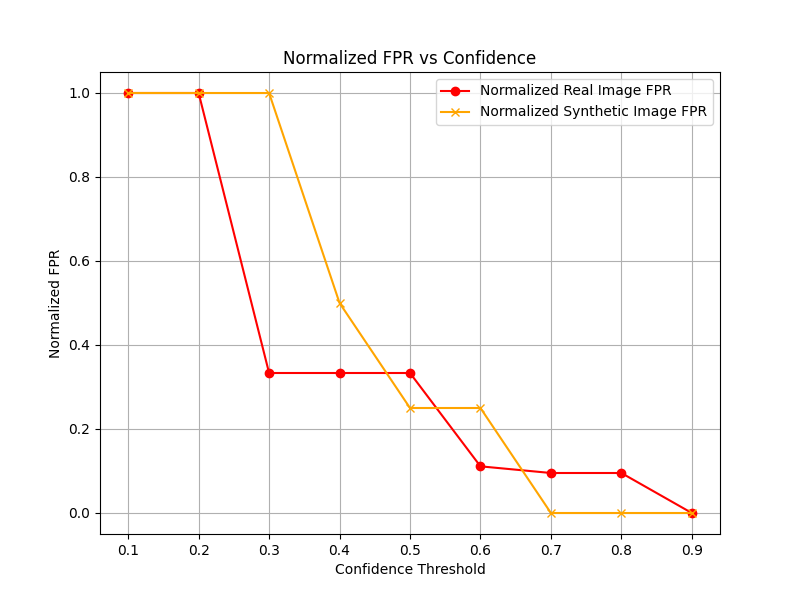 Normalized FPR vs Confidence
Normalized Real Image FPR
Normalized Synthetic Image FPR
Normalized FPR
1.0
0.8
0.6
0.4
0.2
0.0
0.1 0.2 0.3 0.4 0.5 0.6 0.7 0.8 0.9
Confidence Threshold